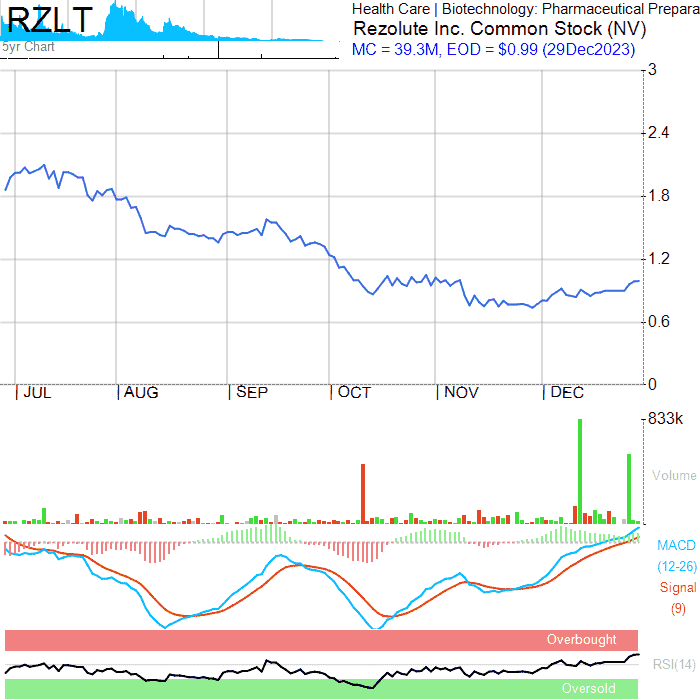 RZLT
5yr Chart
Health Care | Biotechnology: Pharmaceutical Prepara
Rezolute Inc. Common Stock (NV)
MC = 39.3M, EOD = $0.99 (29Dec2023)
3
2.4
1.8
1.2
0.6
0
JUL AUG SEP OCT NOV DEC
833k
Volume
MACD
(12-26)
Signal
(9)
Overbought
RSI(14)
Oversold